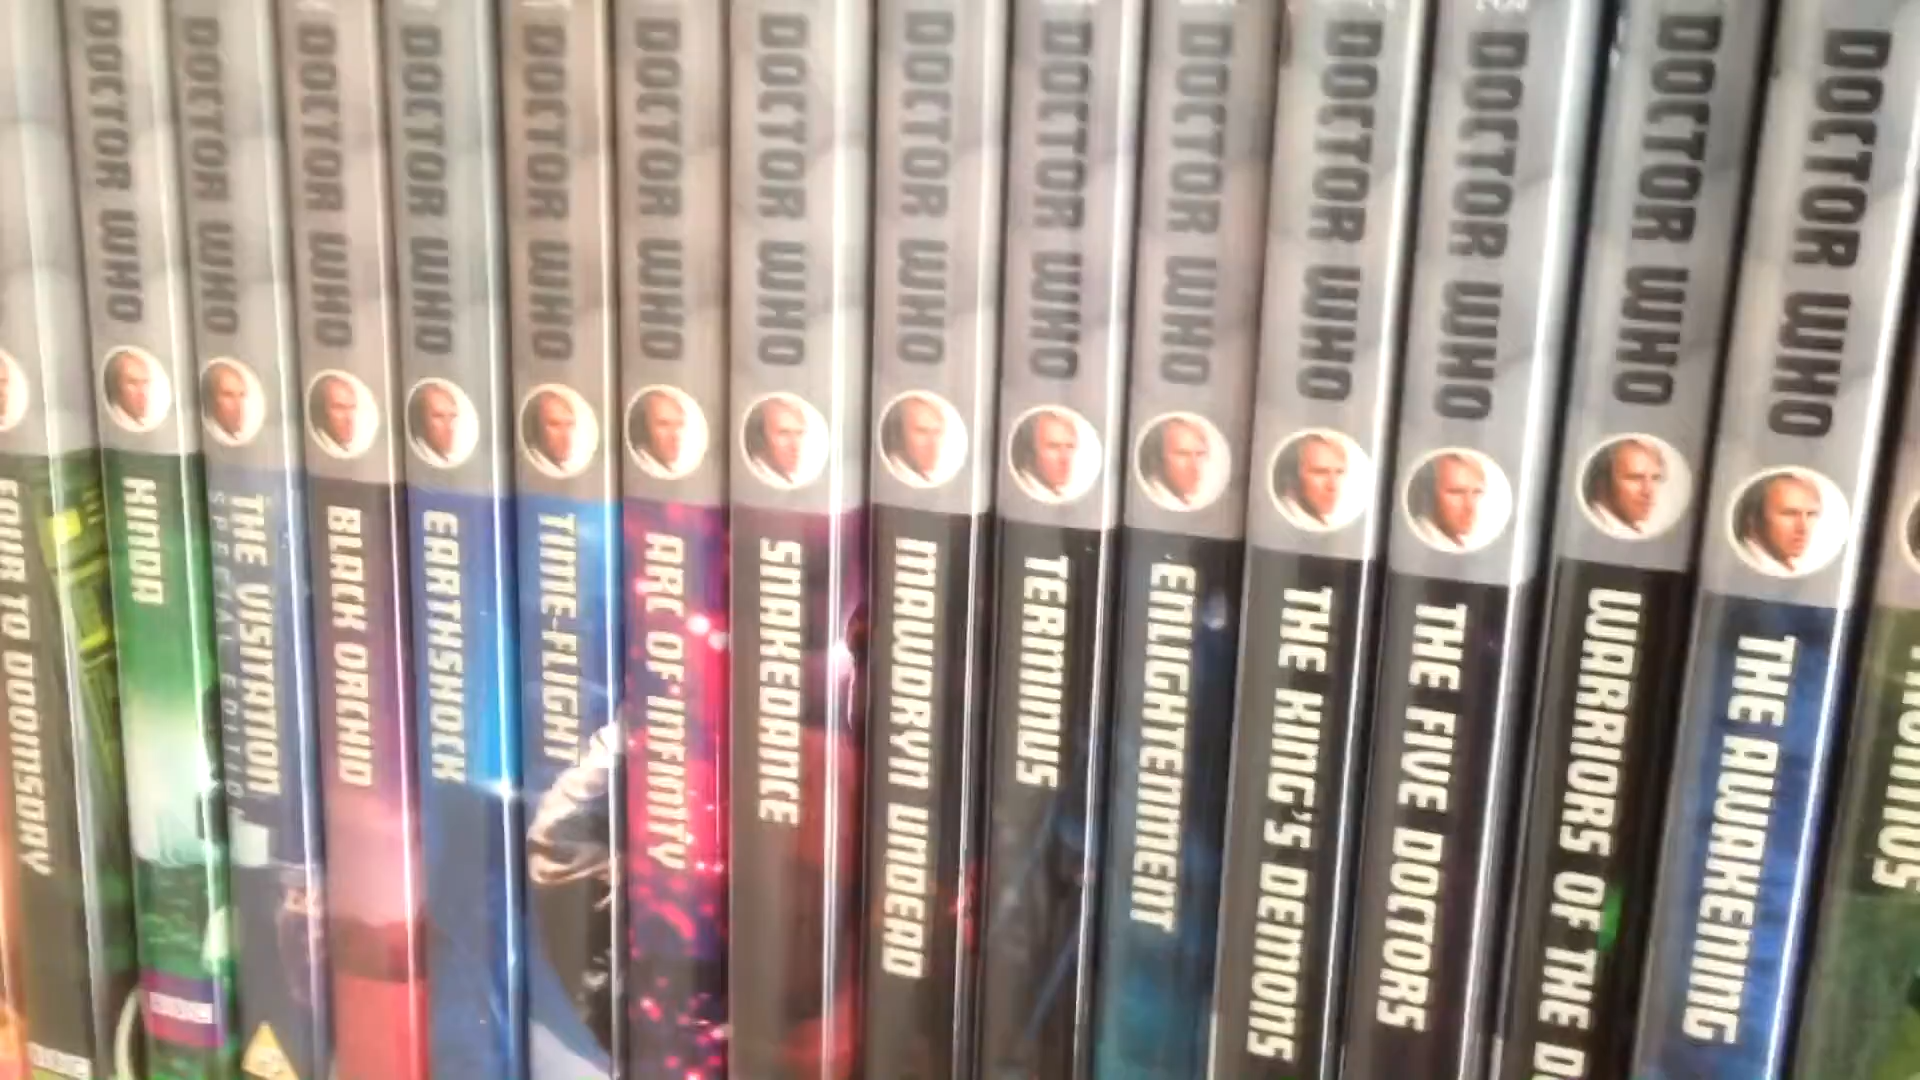 FOUR TO DOOMSDAY
DOCTOR WHO
KINDA
DOCTOR WHO
THE VISITATION
SPECIAL EDITION
DOCTOR WHO
BLACK ORCHID
DOCTOR WHO
EARTHSHOCK
DOCTOR WHO
TIME-FLIGHT
DOCTOR WHO
ARC OF INFINITY
DOCTOR WHO
SNAKEDANCE
DOCTOR WHO
MAWDRYN UNDEAD
DOCTOR WHO
TERMINUS
DOCTOR WHO
ENLIGHTENMENT
DOCTOR WHO
THE KING'S DEMONS
DOCTOR WHO
THE FIVE DOCTORS
DOCTOR WHO
WARRIORS OF THE D
DOCTOR WHO
THE AWAKENING